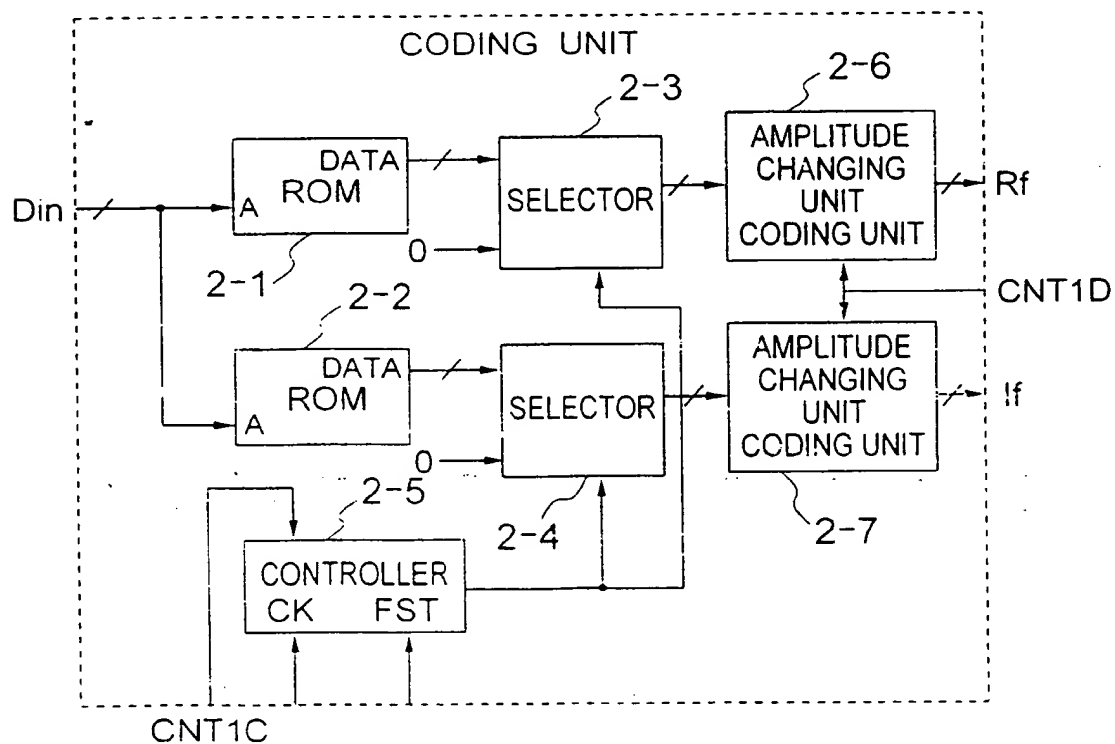 CODING UNIT
2-3
2-6
DATA
ROM
A
2-1
Din
0
SELECTOR
AMPLITUDE
CHANGING
UNIT
CODING UNIT
Rf
CNT1D
2-2
DATA
ROM
A
0
SELECTOR
2-4
AMPLITUDE
CHANGING
UNIT
CODING UNIT
If
2-7
2-5
CONTROLLER
CK FST
CNT1C